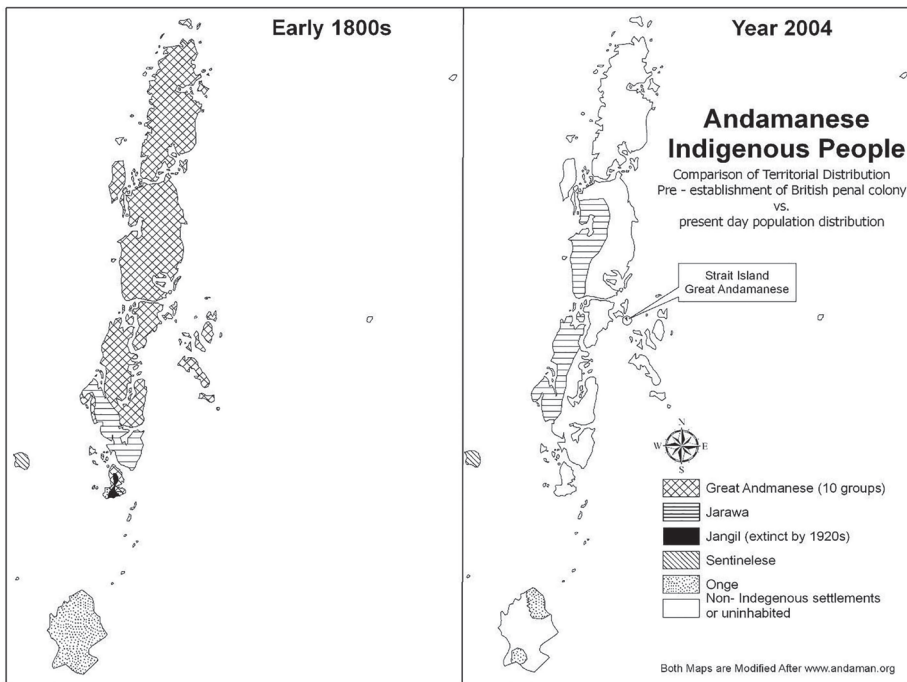 Early 1800s
Year 2004
Andamanese
Indigenous People
Comparison of Territorial Distribution
Pre - establishment of British penal colony
vs.
present day population distribution
Strait Island
Great Andamanese
N
W E
S
Great Andmanese (10 groups)
Jarawa
Jangil (extinct by 1920s)
Sentinelese
Onge
Non- Indegenous settlements
or uninhabited
Both Maps are Modified After www.andaman.org